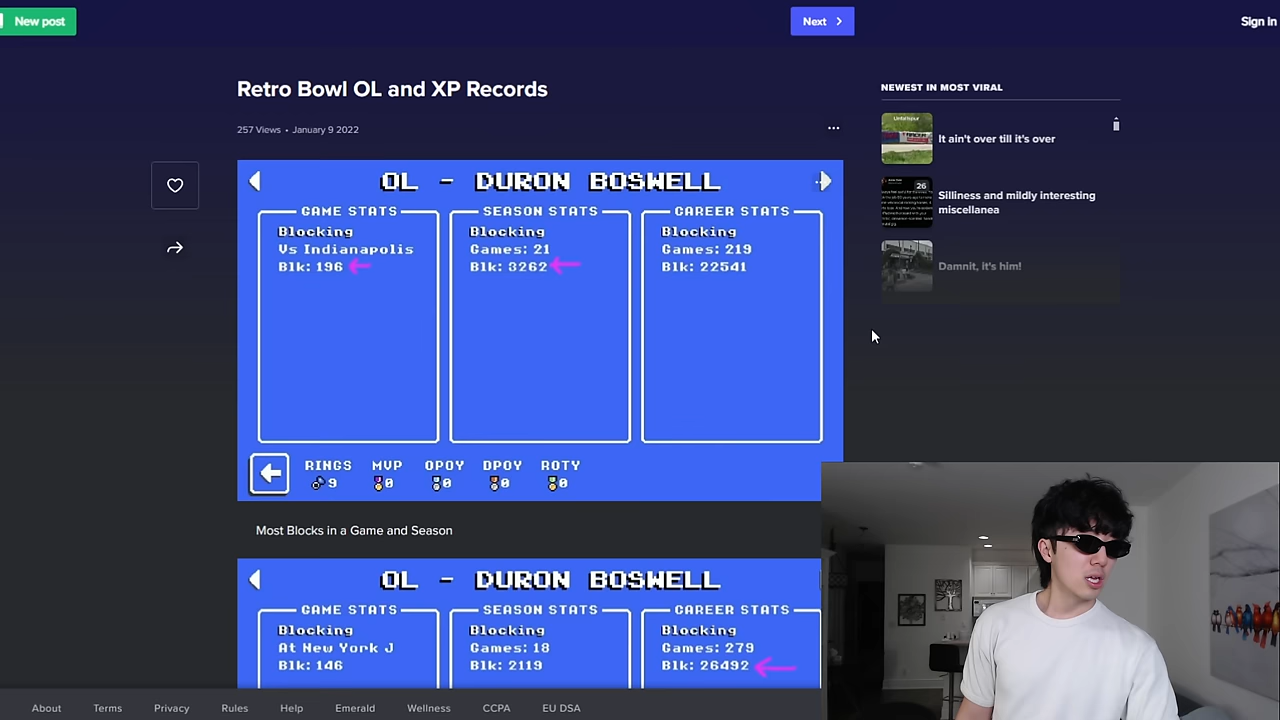 New post
Next
Sign in
Retro Bowl OL and XP Records
257 Views • January 9 2022
NEWEST IN MOST VIRAL
It ain't over till it's over
26
Silliness and mildly interesting
miscellanea
Damnit, it's him!
OL - DURON BOSWELL
GAME STATS
Blocking
Vs Indianapolis
Blk: 196
SEASON STATS
Blocking
Games: 21
Blk: 3262
CAREER STATS
Blocking
Games: 219
Blk: 22541
RINGS MVP OPOY DPOY ROTY
9 0 0 0 0
Most Blocks in a Game and Season
OL - DURON BOSWELL
GAME STATS
Blocking
At New York J
Blk: 146
SEASON STATS
Blocking
Games: 18
Blk: 2119
CAREER STATS
Blocking
Games: 279
Blk: 26492
About Terms Privacy Rules Help Emerald Wellness CCPA EU DSA